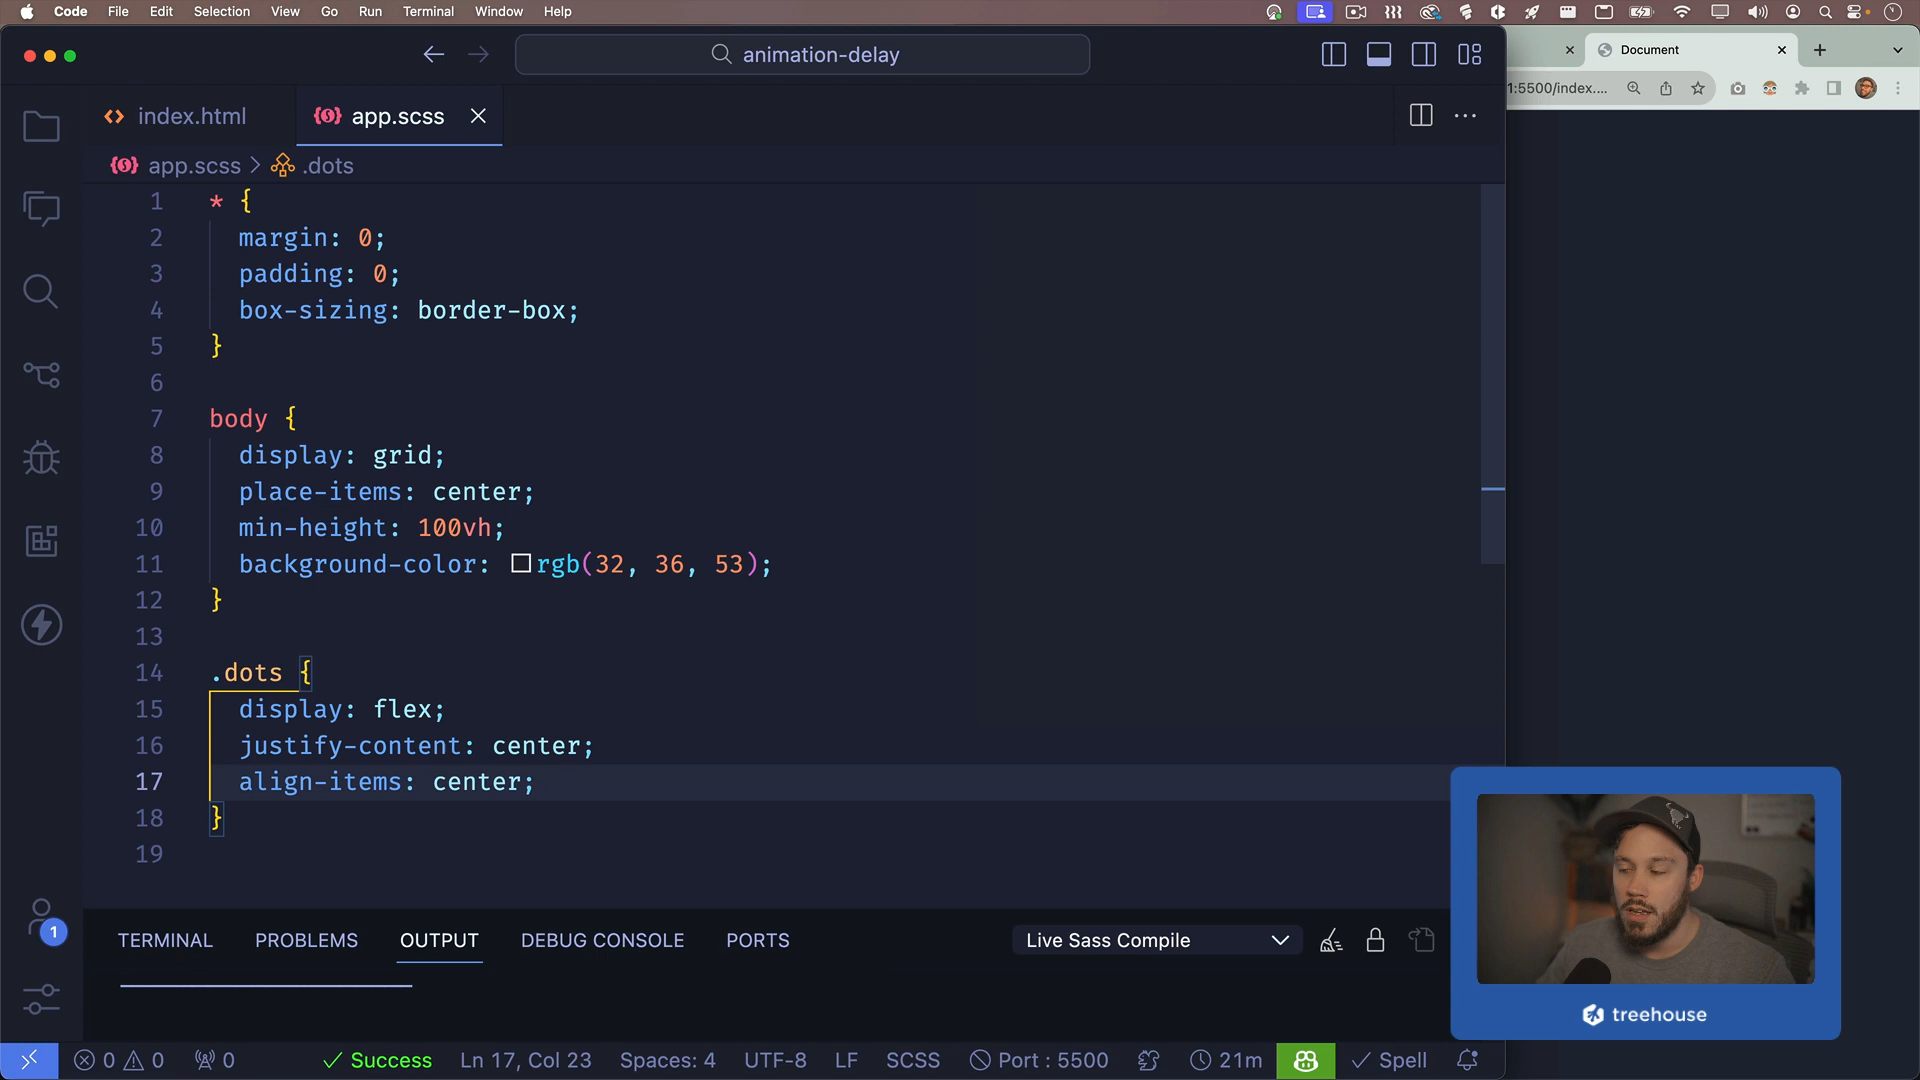 Code File Edit Selection View Go Run Terminal Window Help
animation-delay
Document
1:5500/index....
index.html
app.scss
app.scss > .dots
1 * {
2 margin: 0;
3 padding: 0;
4 box-sizing: border-box;
5 }
6
7 body {
8 display: grid;
9 place-items: center;
10 min-height: 100vh;
11 background-color: rgb(32, 36, 53);
12 }
13
14 .dots {
15 display: flex;
16 justify-content: center;
17 align-items: center;
18 }
19
1
TERMINAL PROBLEMS OUTPUT DEBUG CONSOLE PORTS
Live Sass Compile
treehouse
0 0 0 Success Ln 17, Col 23 Spaces: 4 UTF-8 LF SCSS Port : 5500 21m Spell